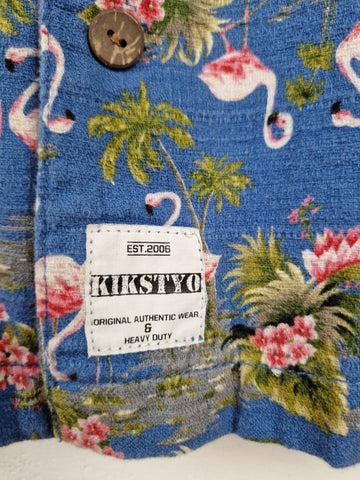 EST.2006
KIKSTYO
ORIGINAL AUTHENTIC WEAR
&
HEAVY DUTY